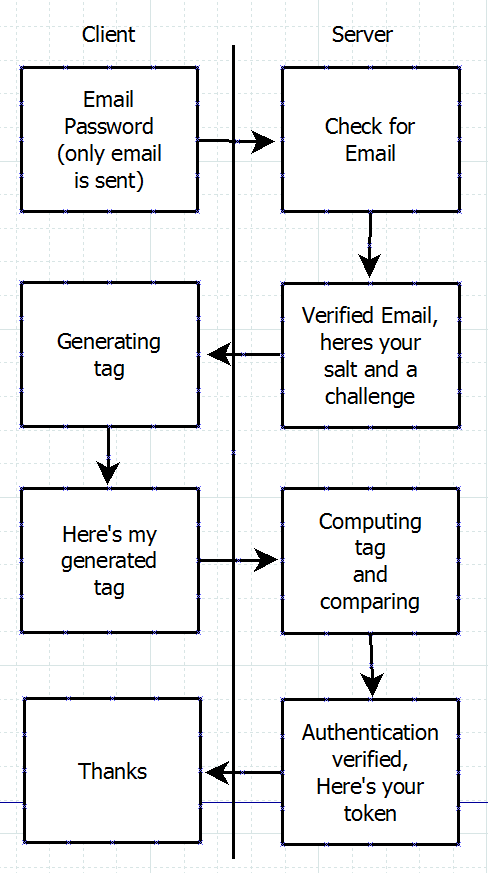 Client
Server
Email
Password
(only email
is sent)
Check for
Email
Generating
tag
Verified Email,
heres your
salt and a
challenge
Here's my
generated
tag
Computing
tag
and
comparing
Thanks
Authentication
verified,
Here's your
token